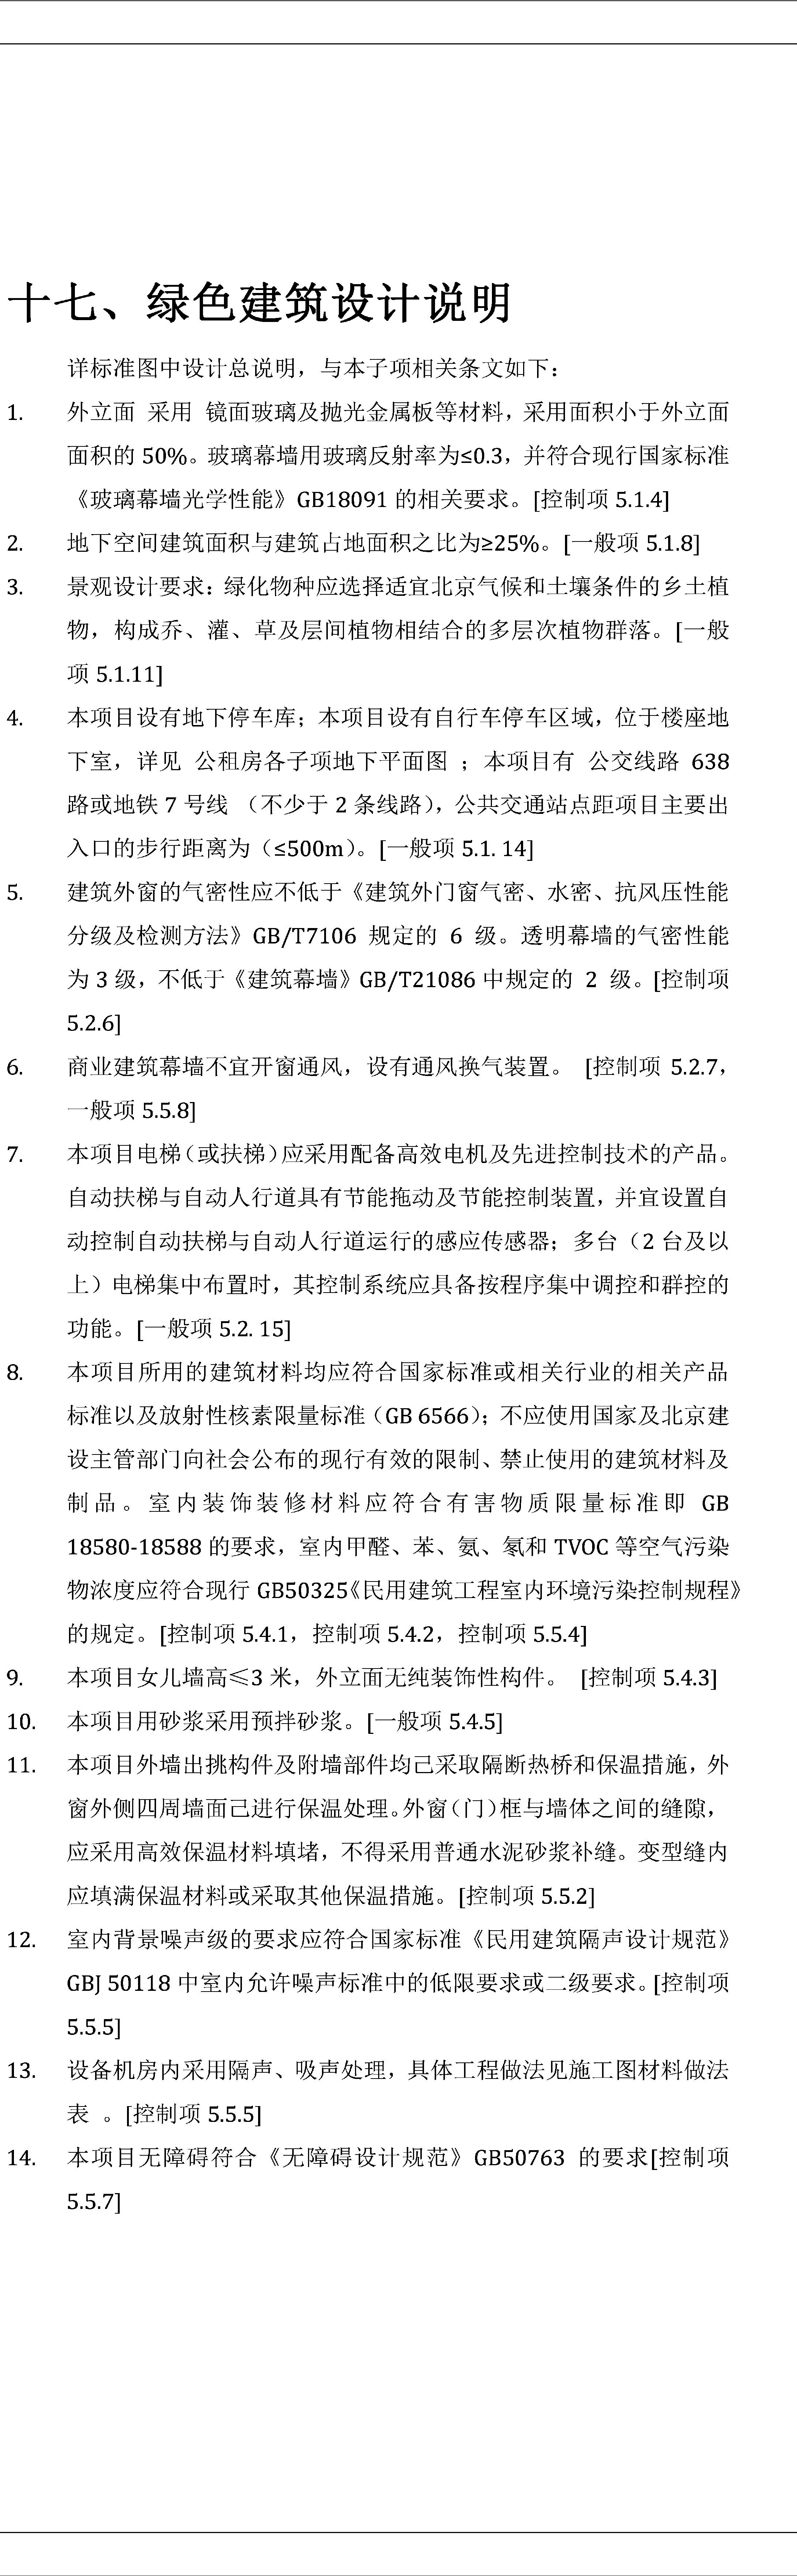 十七、绿色建筑设计说明
详标准图中设计总说明，与本子项相关条文如下：
1. 外立面 采用 镜面玻璃及抛光金属板等材料，采用面积小于外立面
面积的 50%。玻璃幕墙用玻璃反射率为≤0.3，并符合现行国家标准
《玻璃幕墙光学性能》GB18091 的相关要求。[控制项 5.1.4]
2. 地下空间建筑面积与建筑占地面积之比为≥25%。[一般项 5.1.8]
3. 景观设计要求：绿化物种应选择适宜北京气候和土壤条件的乡土植
物，构成乔、灌、草及层间植物相结合的多层次植物群落。[一般
项 5.1.11]
4. 本项目设有地下停车库；本项目设有自行车停车区域，位于楼座地
下室，详见 公租房各子项地下平面图 ；本项目有 公交线路 638
路或地铁 7 号线 （不少于 2 条线路），公共交通站点距项目主要出
入口的步行距离为（≤500m）。[一般项 5.1. 14]
5. 建筑外窗的气密性应不低于《建筑外门窗气密、水密、抗风压性能
分级及检测方法》GB/T7106 规定的 6 级。透明幕墙的气密性能
为 3 级，不低于《建筑幕墙》GB/T21086 中规定的 2 级。[控制项
5.2.6]
6. 商业建筑幕墙不宜开窗通风，设有通风换气装置。 [控制项 5.2.7，
一般项 5.5.8]
7. 本项目电梯（或扶梯）应采用配备高效电机及先进控制技术的产品。
自动扶梯与自动人行道具有节能拖动及节能控制装置，并宜设置自
动控制自动扶梯与自动人行道运行的感应传感器；多台（2 台及以
上）电梯集中布置时，其控制系统应具备按程序集中调控和群控的
功能。[一般项 5.2. 15]
8. 本项目所用的建筑材料均应符合国家标准或相关行业的相关产品
标准以及放射性核素限量标准（GB 6566）；不应使用国家及北京建
设主管部门向社会公布的现行有效的限制、禁止使用的建筑材料及
制品。室内装饰装修材料应符合有害物质限量标准即 GB
18580-18588 的要求，室内甲醛、苯、氨、氡和 TVOC 等空气污染
物浓度应符合现行 GB50325《民用建筑工程室内环境污染控制规程》
的规定。[控制项 5.4.1，控制项 5.4.2，控制项 5.5.4]
9. 本项目女儿墙高≤3 米，外立面无纯装饰性构件。 [控制项 5.4.3]
10. 本项目用砂浆采用预拌砂浆。[一般项 5.4.5]
11. 本项目外墙出挑构件及附墙部件均己采取隔断热桥和保温措施，外
窗外侧四周墙面己进行保温处理。外窗（门）框与墙体之间的缝隙，
应采用高效保温材料填堵，不得采用普通水泥砂浆补缝。变型缝内
应填满保温材料或采取其他保温措施。[控制项 5.5.2]
12. 室内背景噪声级的要求应符合国家标准《民用建筑隔声设计规范》
GBJ 50118 中室内允许噪声标准中的低限要求或二级要求。[控制项
5.5.5]
13. 设备机房内采用隔声、吸声处理，具体工程做法见施工图材料做法
表 。[控制项 5.5.5]
14. 本项目无障碍符合《无障碍设计规范》GB50763 的要求[控制项
5.5.7]